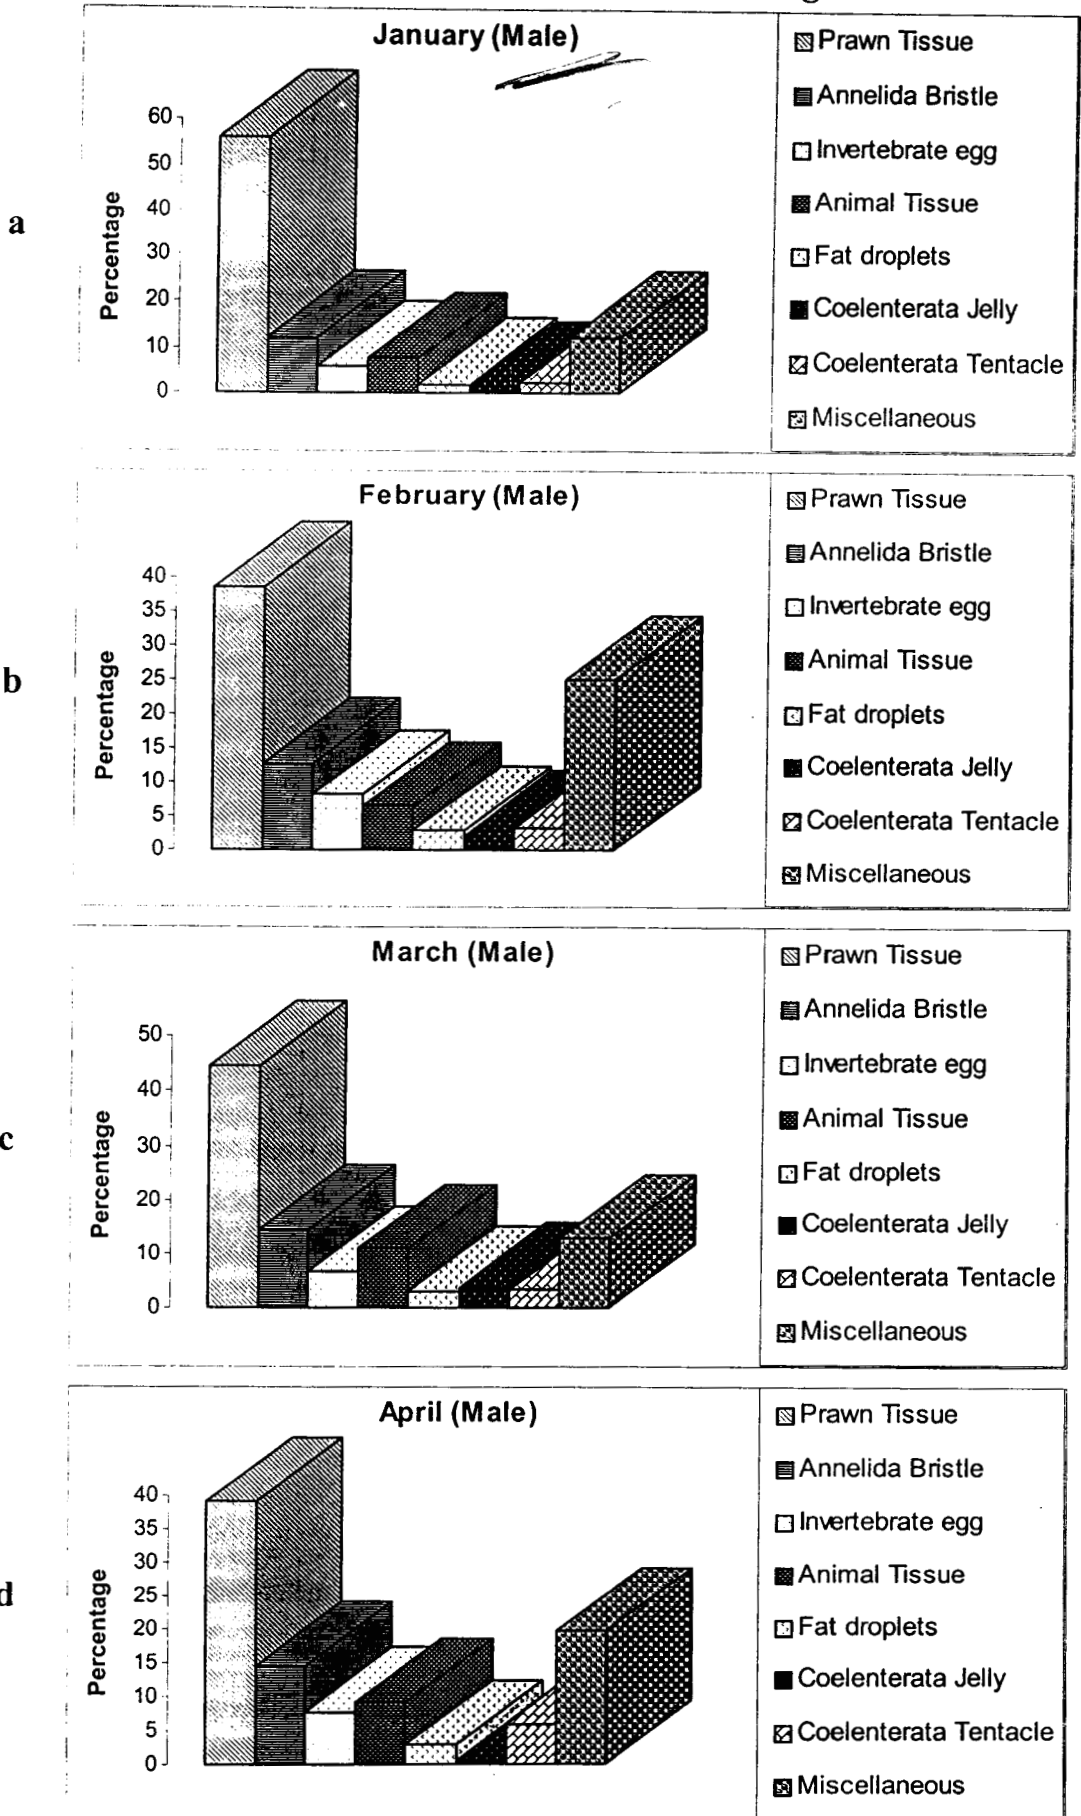 a
January (Male)
Percentage
60
50
40
30
20
10
0
Prawn Tissue
Annelida Bristle
Invertebrate egg
Animal Tissue
Fat droplets
Coelenterata Jelly
Coelenterata Tentacle
Miscellaneous
b
February (Male)
Percentage
40
35
30
25
20
15
10
5
0
Prawn Tissue
Annelida Bristle
Invertebrate egg
Animal Tissue
Fat droplets
Coelenterata Jelly
Coelenterata Tentacle
Miscellaneous
c
March (Male)
Percentage
50
40
30
20
10
0
Prawn Tissue
Annelida Bristle
Invertebrate egg
Animal Tissue
Fat droplets
Coelenterata Jelly
Coelenterata Tentacle
Miscellaneous
d
April (Male)
Percentage
40
35
30
25
20
15
10
5
0
Prawn Tissue
Annelida Bristle
Invertebrate egg
Animal Tissue
Fat droplets
Coelenterata Jelly
Coelenterata Tentacle
Miscellaneous